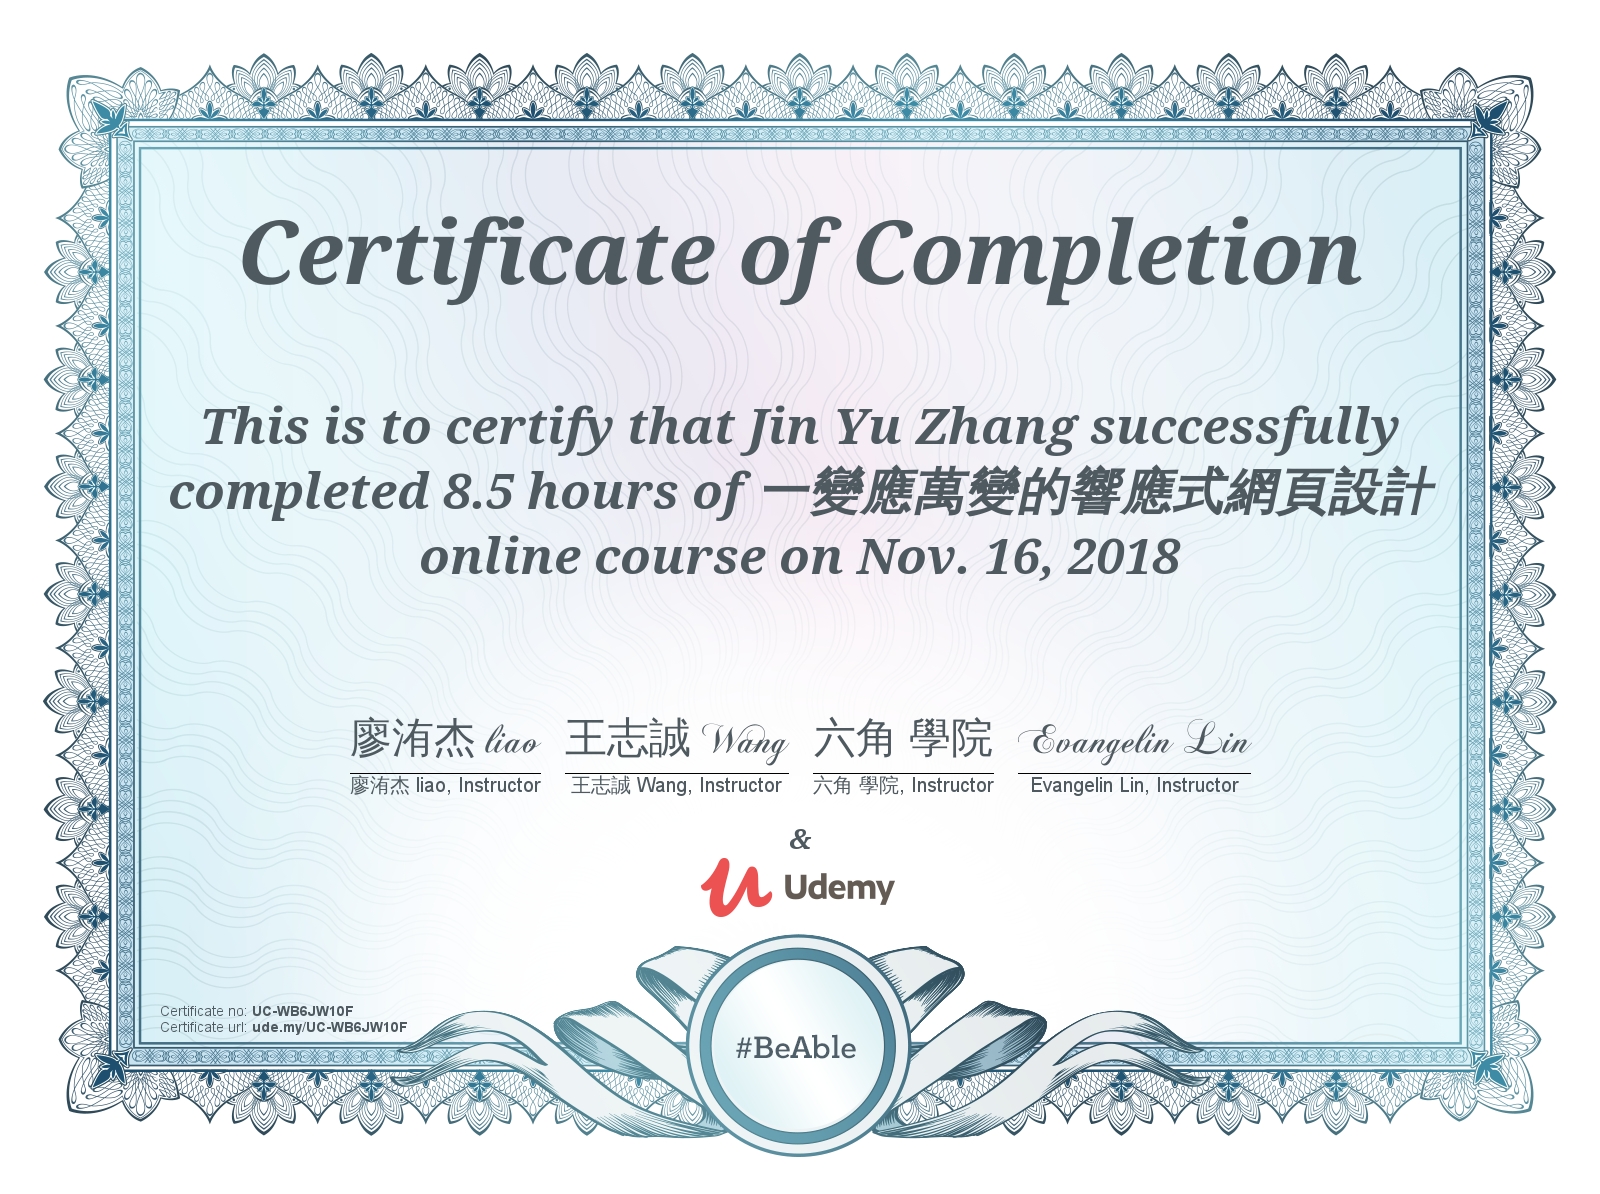 Certificate of Completion
This is to certify that Jin Yu Zhang successfully
completed 8.5 hours of 一變應萬變的響應式網頁設計
online course on Nov. 16, 2018
廖洧杰 liao 王志誠 Wang 六角 學院 Evangelin Lin
廖洧杰 liao, Instructor 王志誠 Wang, Instructor 六角 學院, Instructor Evangelin Lin, Instructor
&
Udemy
#BeAble
Certificate no: UC-WB6JW10F
Certificate url: ude.my/UC-WB6JW10F